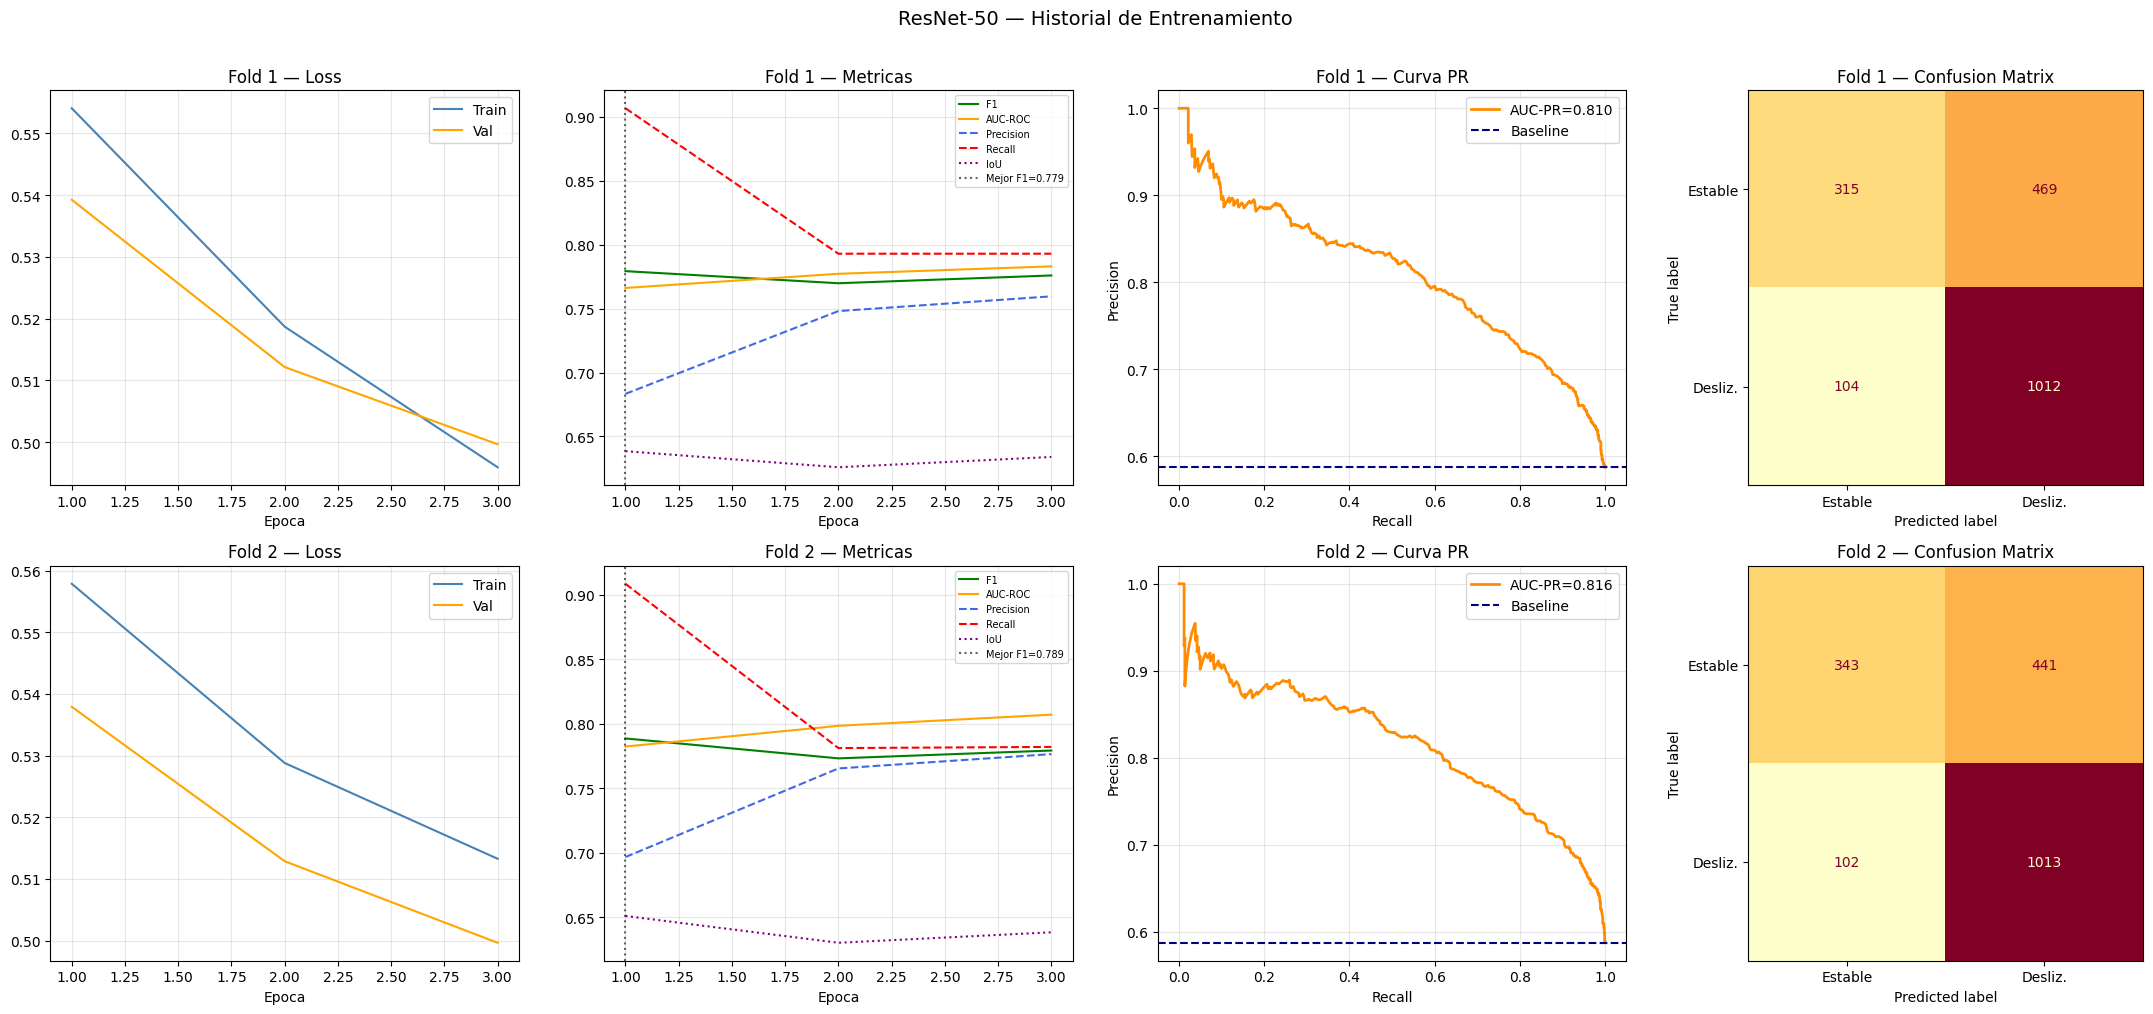 ResNet-50 — Historial de Entrenamiento
Fold 1 — Loss
0.55
0.54
0.53
0.52
0.51
0.50
Train
Val
1.00 1.25 1.50 1.75 2.00 2.25 2.50 2.75 3.00
Epoca
Fold 1 — Metricas
0.90
0.85
0.80
0.75
0.70
0.65
F1
AUC-ROC
Precision
Recall
IoU
Mejor F1=0.779
1.00 1.25 1.50 1.75 2.00 2.25 2.50 2.75 3.00
Epoca
Fold 1 — Curva PR
Precision
1.0
0.9
0.8
0.7
0.6
AUC-PR=0.810
Baseline
0.0 0.2 0.4 0.6 0.8 1.0
Recall
Fold 1 — Confusion Matrix
True label
Estable 315 469
Desliz. 104 1012
Estable Desliz.
Predicted label
Fold 2 — Loss
0.56
0.55
0.54
0.53
0.52
0.51
0.50
Train
Val
1.00 1.25 1.50 1.75 2.00 2.25 2.50 2.75 3.00
Epoca
Fold 2 — Metricas
0.90
0.85
0.80
0.75
0.70
0.65
F1
AUC-ROC
Precision
Recall
IoU
Mejor F1=0.789
1.00 1.25 1.50 1.75 2.00 2.25 2.50 2.75 3.00
Epoca
Fold 2 — Curva PR
Precision
1.0
0.9
0.8
0.7
0.6
AUC-PR=0.816
Baseline
0.0 0.2 0.4 0.6 0.8 1.0
Recall
Fold 2 — Confusion Matrix
True label
Estable 343 441
Desliz. 102 1013
Estable Desliz.
Predicted label